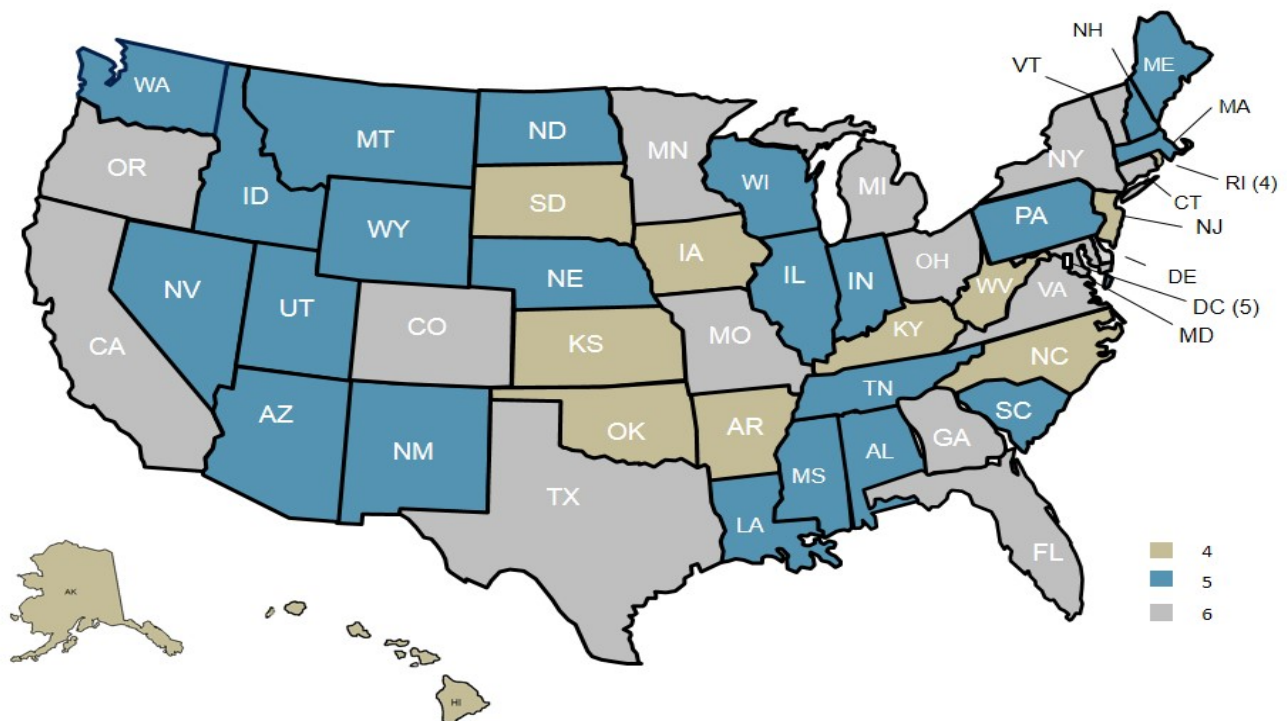 NH
VT
ME
WA
MT
ND
MA
MN
NY
OR
RI (4)
MI
WI
ID
CT
SD
PA
NJ
WY
IA
OH
DE
NE
IL
IN
WV
VA
NV
DC (5)
UT
CO
MD
MO
KY
CA
KS
NC
TN
AZ
SC
OK
AR
GA
NM
AL
MS
TX
LA
FL
4
5
6
AK
HI